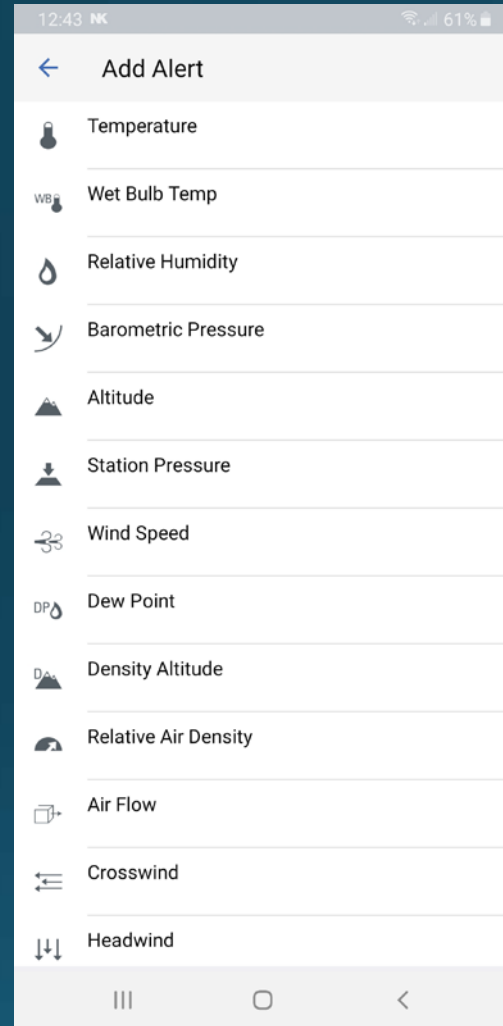 12:43 NK 61%
Add Alert
Temperature
WB Wet Bulb Temp
Relative Humidity
Barometric Pressure
Altitude
Station Pressure
Wind Speed
DP Dew Point
D Density Altitude
Relative Air Density
Air Flow
Crosswind
Headwind